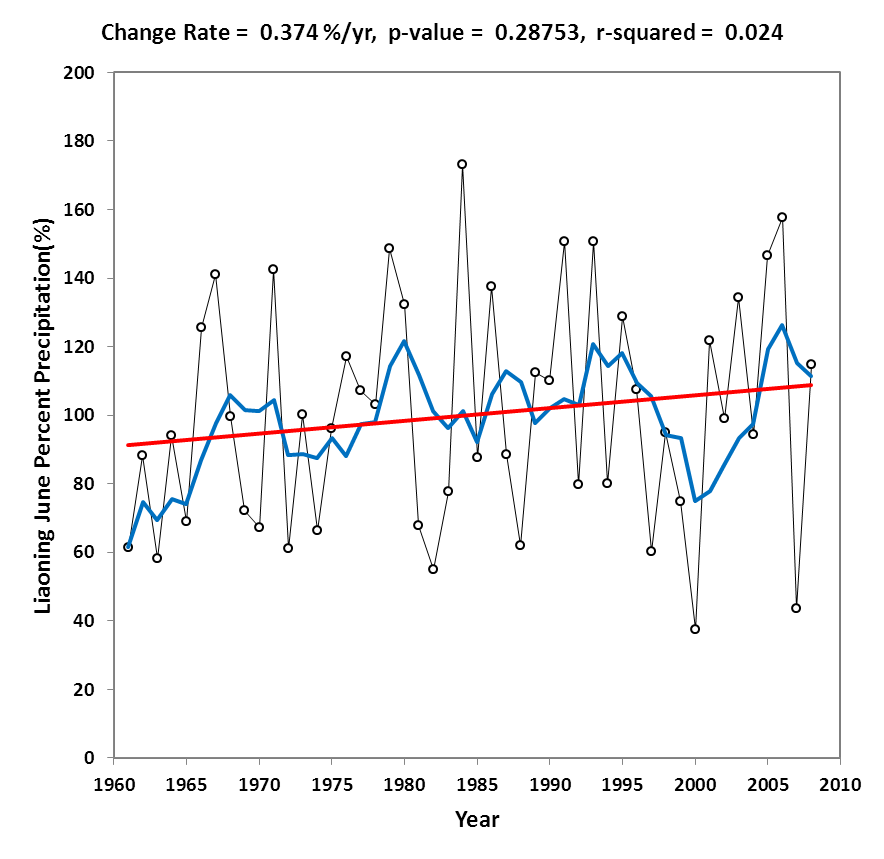 Change Rate = 0.374 %/yr, p-value = 0.28753, r-squared = 0.024
Liaoning June Percent Precipitation(%)
200
180
160
140
120
100
80
60
40
20
0
1960 1965 1970 1975 1980 1985 1990 1995 2000 2005 2010
Year